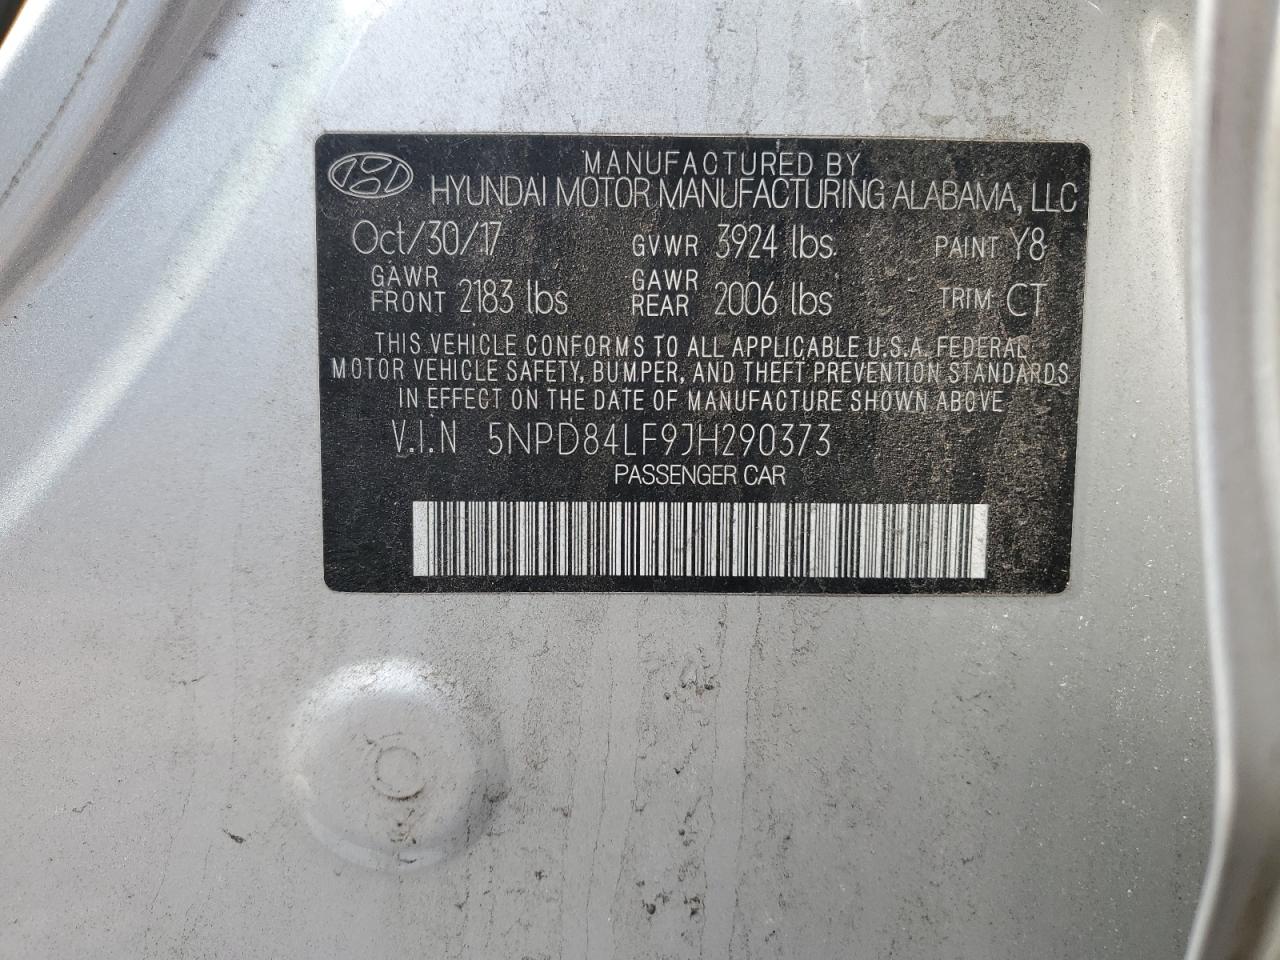 MANUFACTURED BY
HYUNDAI MOTOR MANUFACTURING ALABAMA, LLC
Oct/30/17 GVWR 3924 lbs. PAINT Y8
GAWR FRONT 2183 lbs GAWR REAR 2006 lbs TRIM CT
THIS VEHICLE CONFORMS TO ALL APPLICABLE U.S.A. FEDERAL
MOTOR VEHICLE SAFETY, BUMPER, AND THEFT PREVENTION STANDARDS
IN EFFECT ON THE DATE OF MANUFACTURE SHOWN ABOVE
V.I.N 5NPD84LF9JH290373
PASSENGER CAR